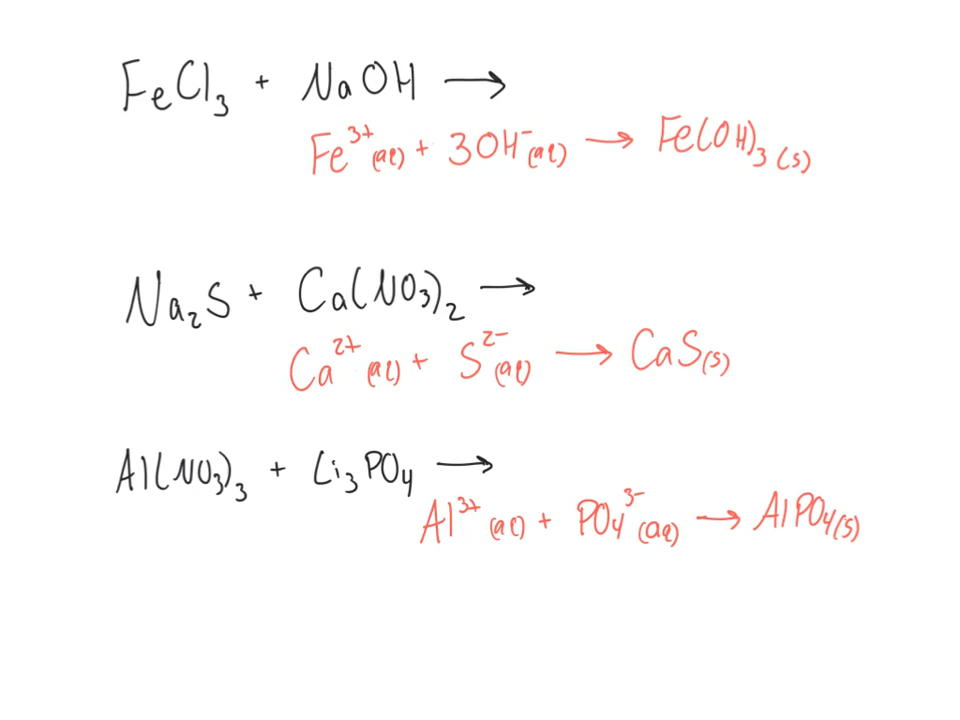 FeCl₃ + NaOH →
Fe³⁺(aq) + 3OH⁻(aq) → Fe(OH)₃(s)
Na₂S + Ca(NO₃)₂ →
Ca²⁺(aq) + S²⁻(aq) → CaS(s)
Al(NO₃)₃ + Li₃PO₄ →
Al³⁺(aq) + PO₄³⁻(aq) → AlPO₄(s)